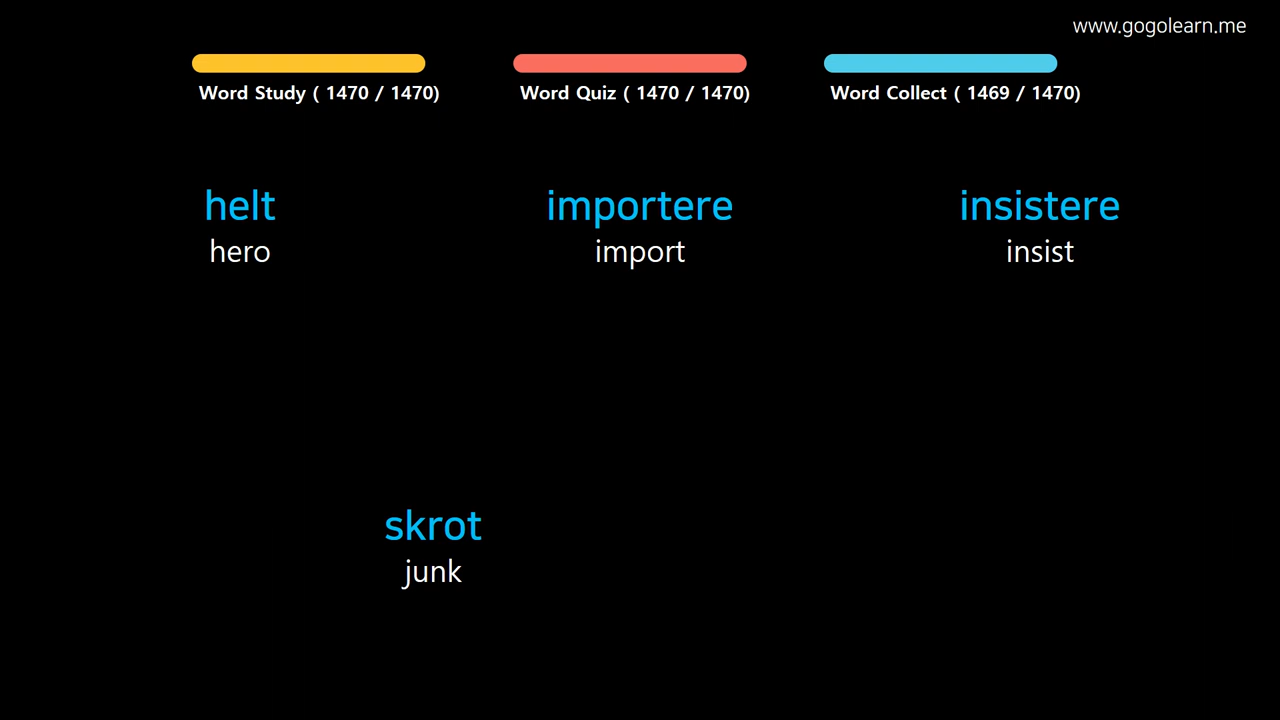 www.gogolearn.me
Word Study ( 1470 / 1470)
Word Quiz ( 1470 / 1470)
Word Collect ( 1469 / 1470)
helt
hero
importere
import
insistere
insist
skrot
junk